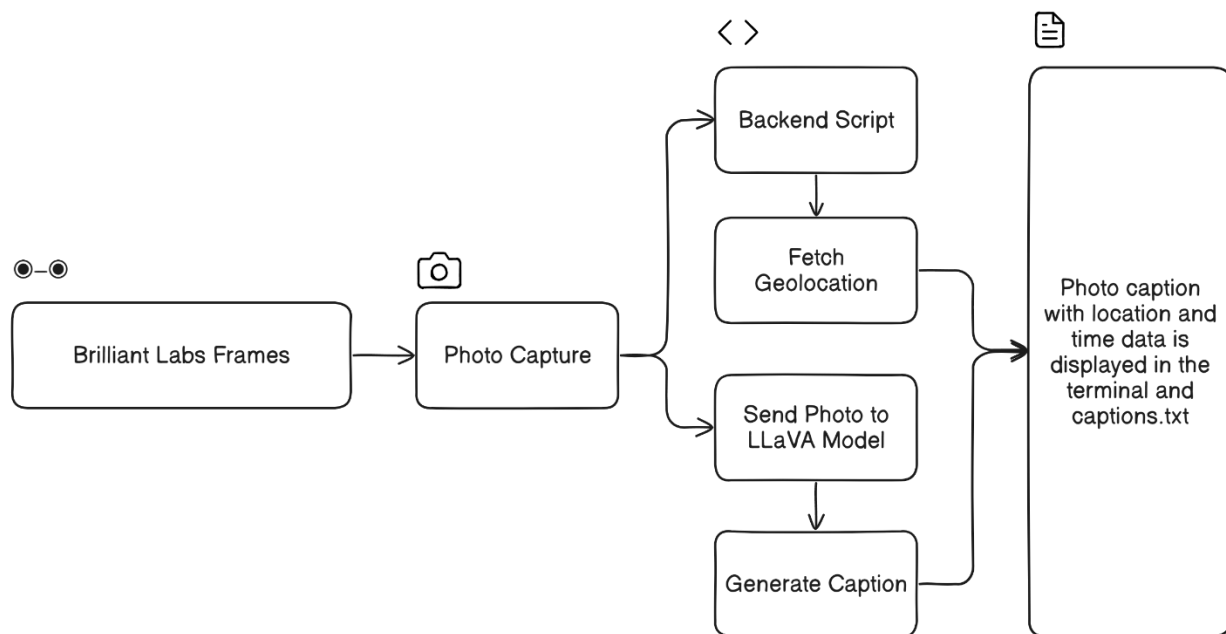 Brilliant Labs Frames
Photo Capture
Backend Script
Fetch
Geolocation
Send Photo to
LLaVA Model
Generate Caption
Photo caption
with location and
time data is
displayed in the
terminal and
captions.txt